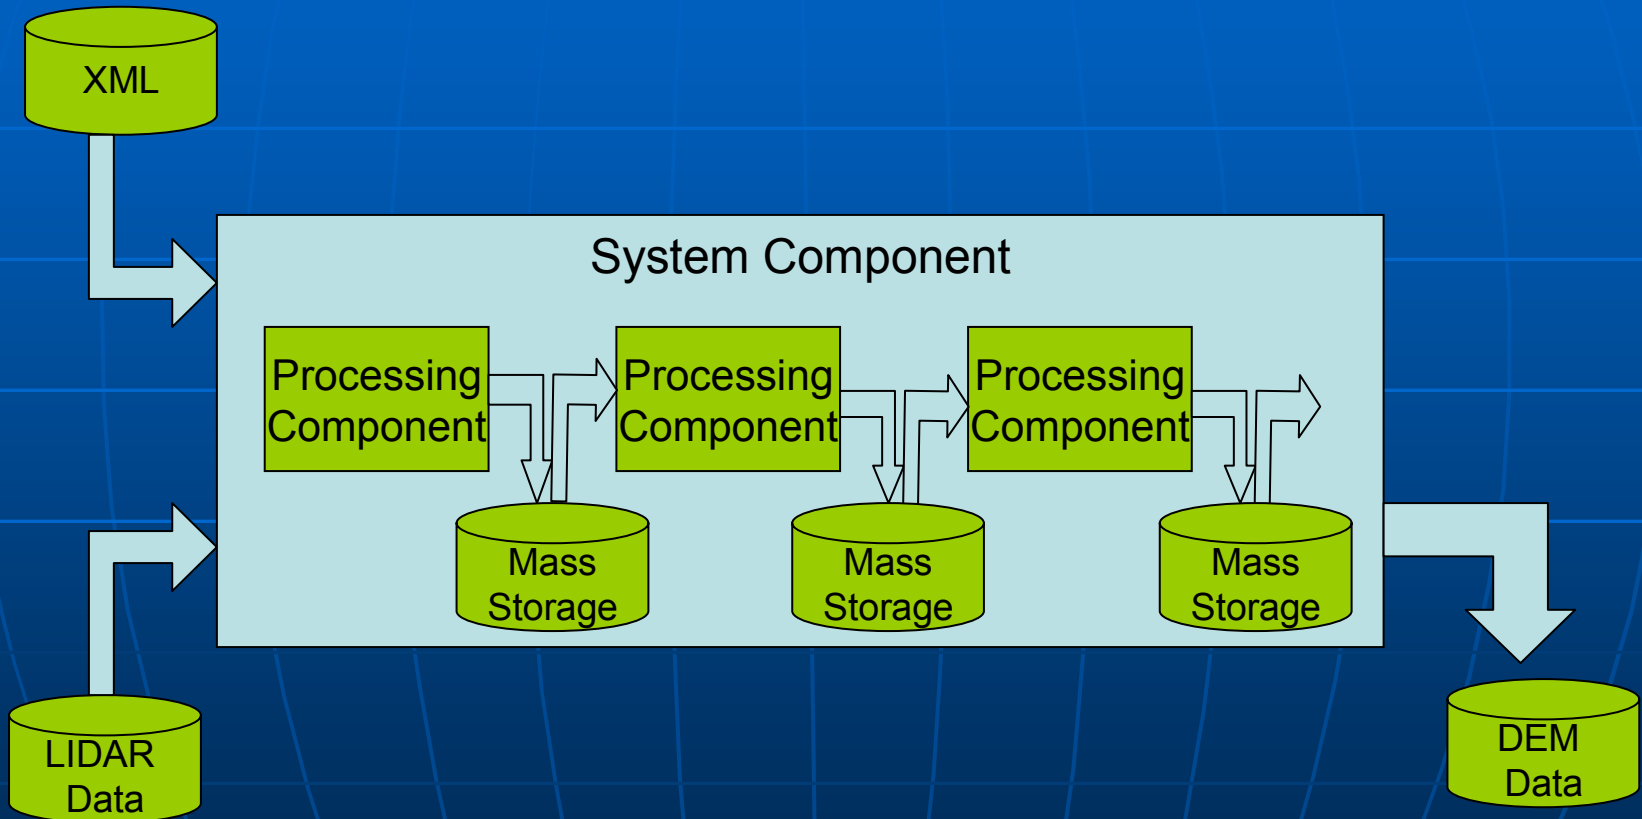 XML
System Component
Processing
Component
Processing
Component
Processing
Component
Mass
Storage
Mass
Storage
Mass
Storage
LIDAR
Data
DEM
Data